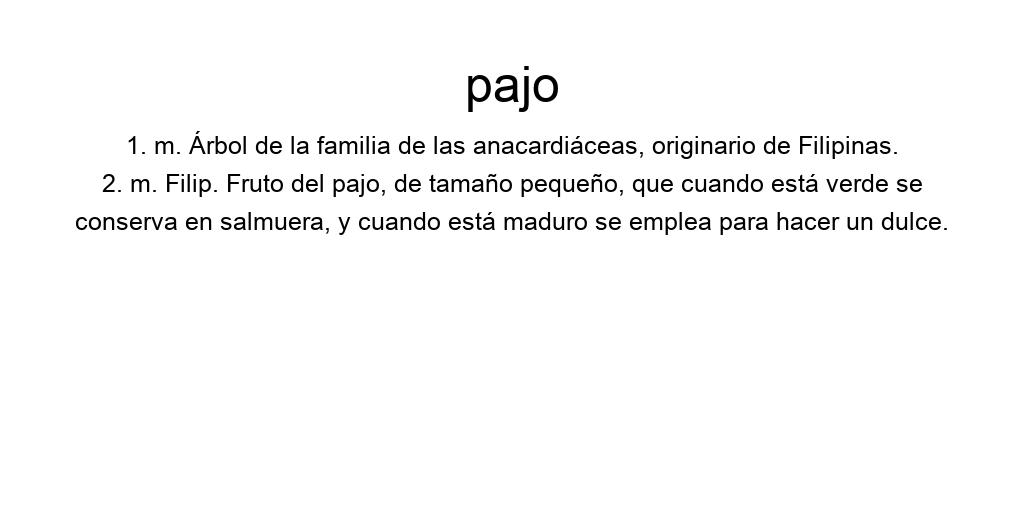 pajo
1. m. Árbol de la familia de las anacardiáceas, originario de Filipinas.
2. m. Filip. Fruto del pajo, de tamaño pequeño, que cuando está verde se
conserva en salmuera, y cuando está maduro se emplea para hacer un dulce.